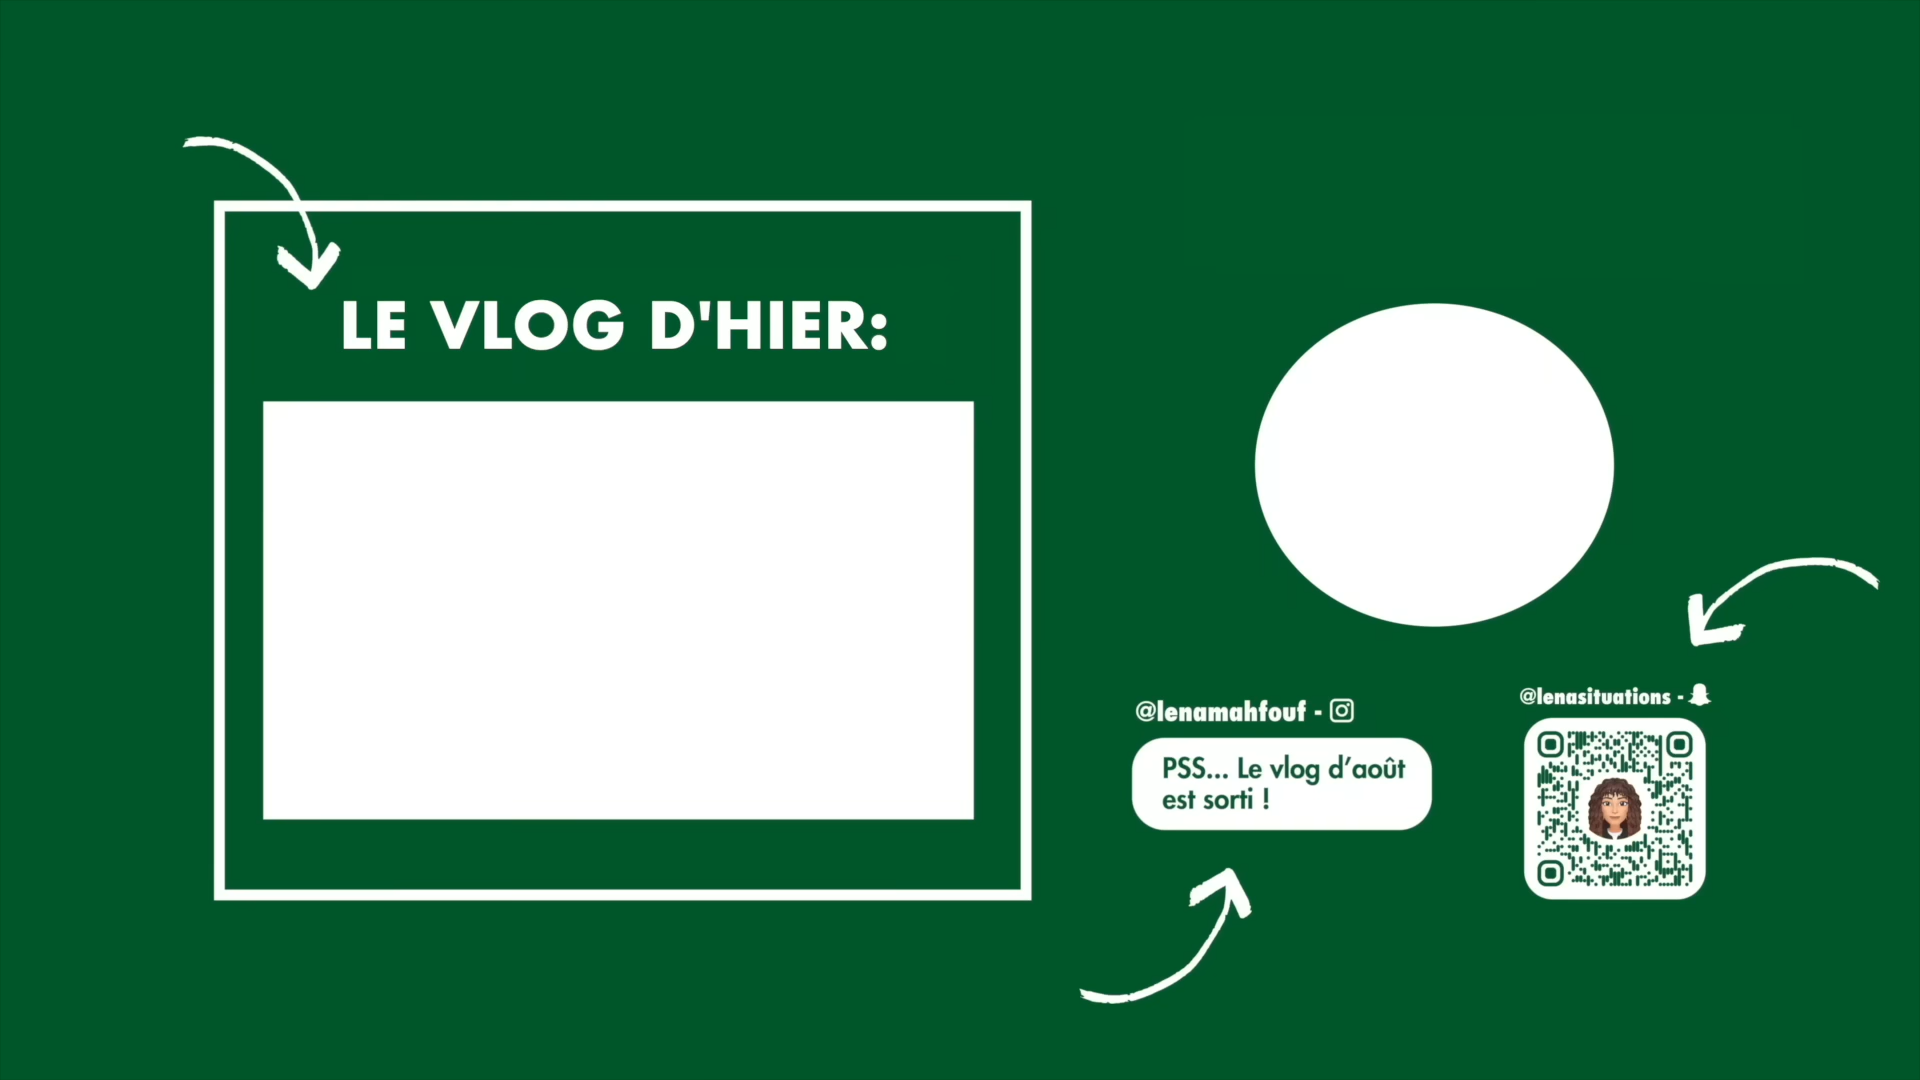 LE VLOG D'HIER:
@lenamahfouf -
PSS... Le vlog d’août
est sorti !
@lenasituations -